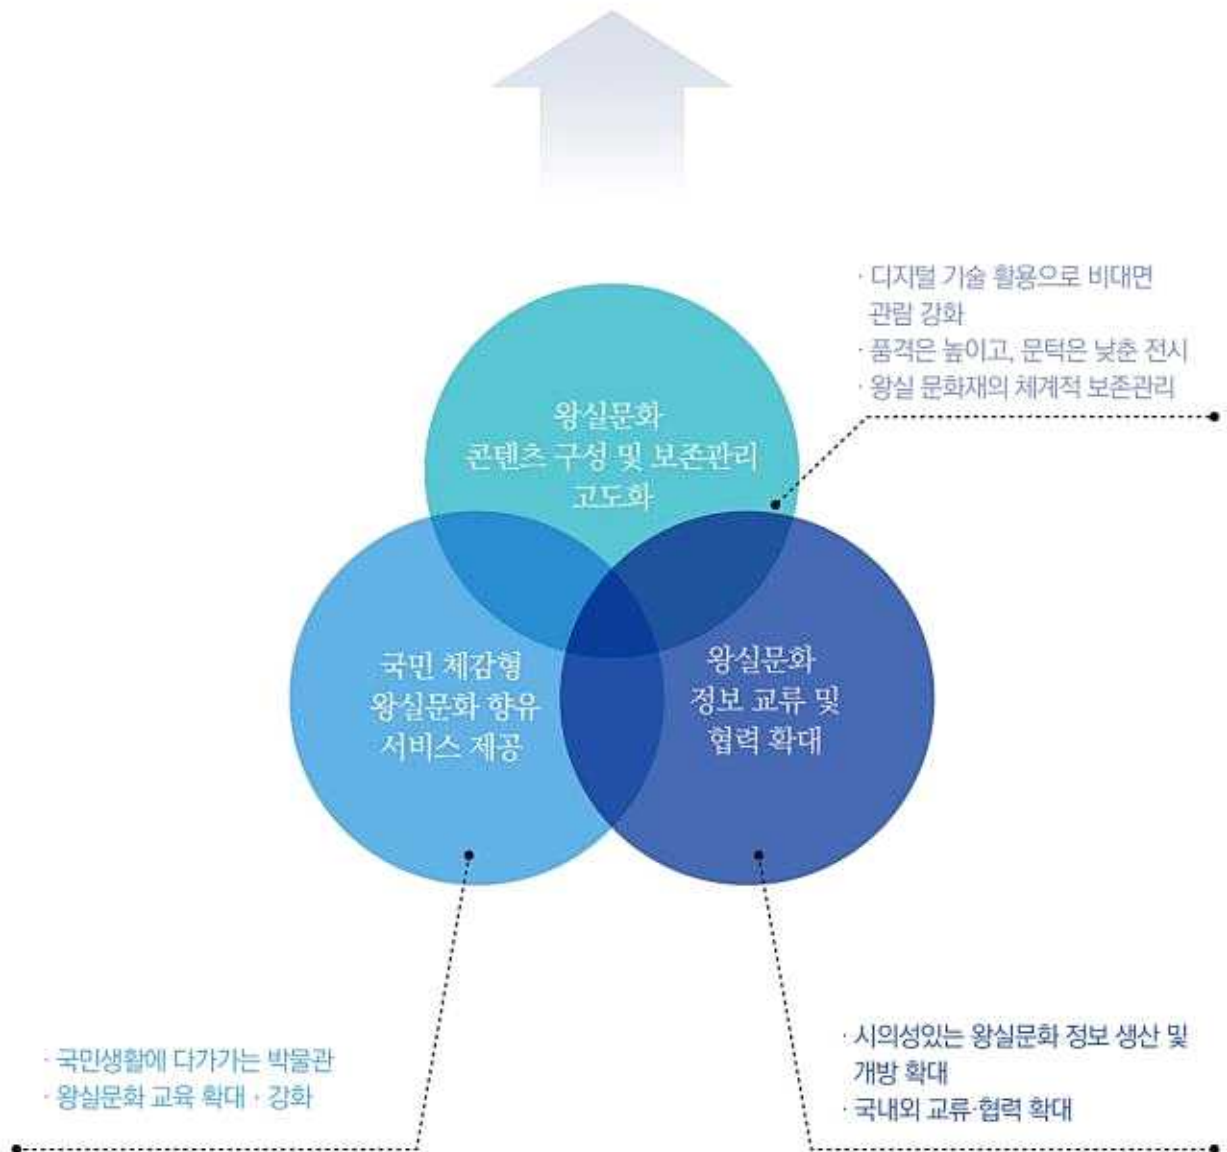 · 디지털 기술 활용으로 비대면
관람 강화
· 품격은 높이고, 문턱은 낮춘 전시
· 왕실 문화재의 체계적 보존관리
왕실문화
콘텐츠 구성 및 보존관리
고도화
국민 체감형
왕실문화 향유
서비스 제공
왕실문화
정보 교류 및
협력 확대
· 국민생활에 다가가는 박물관
· 왕실문화 교육 확대 · 강화
· 시의성있는 왕실문화 정보 생산 및
개방 확대
· 국내외 교류·협력 확대